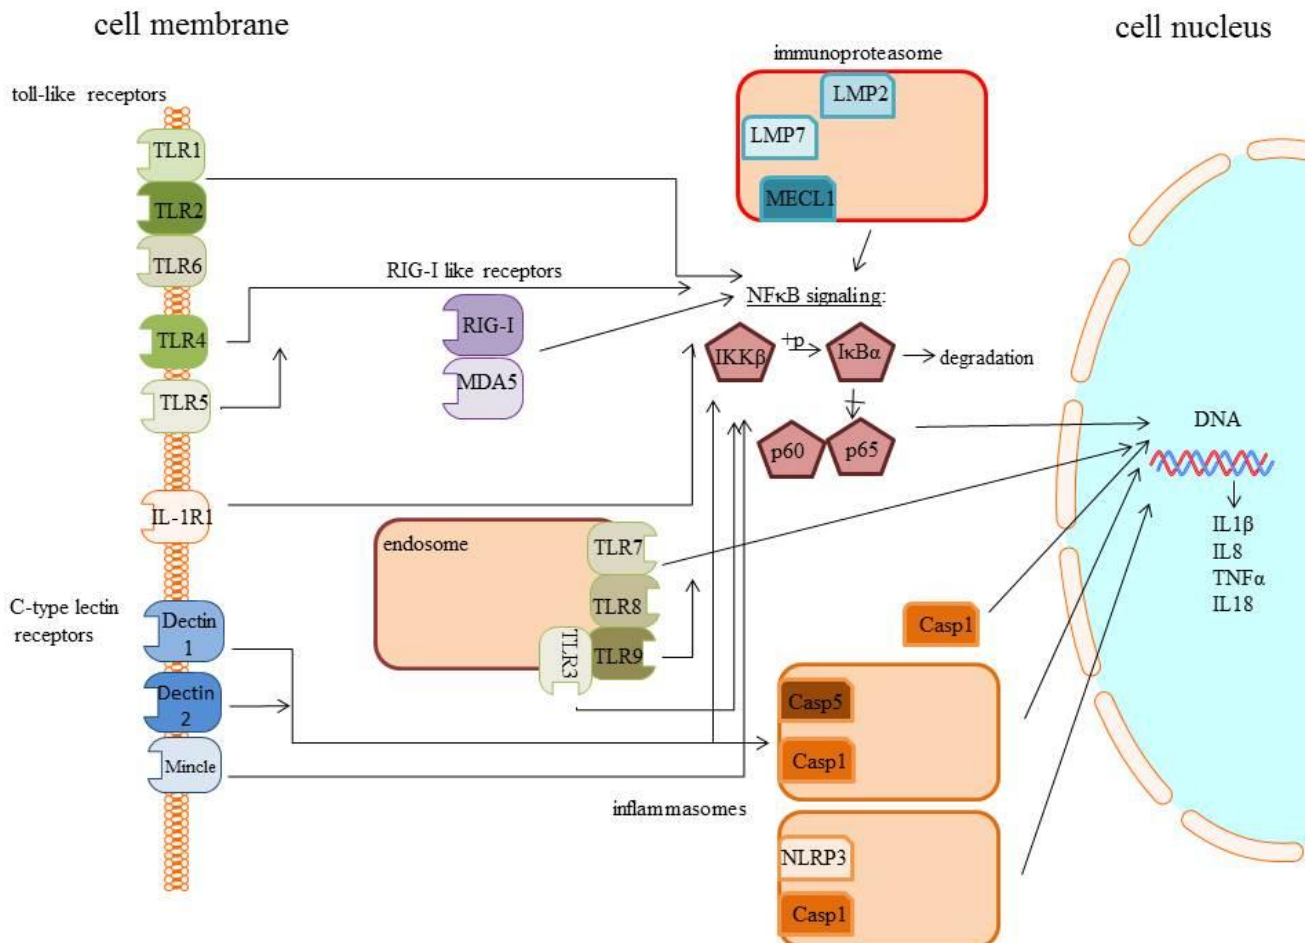 cell membrane
cell nucleus
immunoproteasome
toll-like receptors
LMP2
LMP7
MECL1
TLR1
TLR2
TLR6
RIG-I like receptors
NFκB signaling:
RIG-I
TLR4
+p
IKKβ
IκBα
degradation
MDA5
TLR5
DNA
p60
p65
IL-1R1
IL1β
IL8
TNFα
IL18
endosome
TLR7
TLR8
TLR9
TLR3
C-type lectin
receptors
Dectin
1
Dectin
2
Mincle
Casp1
Casp5
Casp1
inflammasomes
NLRP3
Casp1